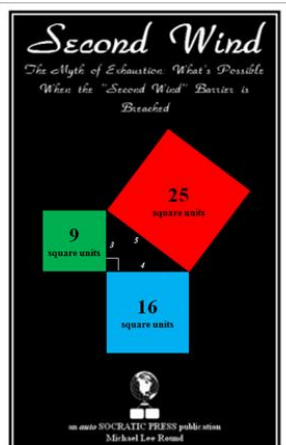 Second Wind
The Myth of Exhaustion: What's Possible
When the "Second Wind" Barrier is
Breached
25
square units
9
square units
3
5
4
16
square units
an auto SOCRATIC PRESS publication
Michael Lee Round